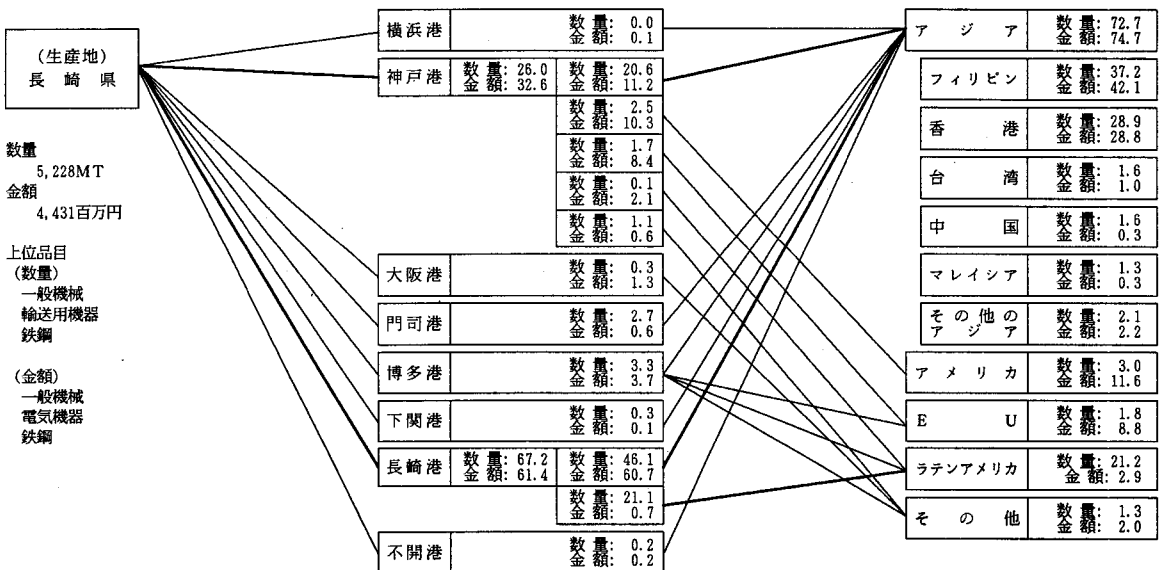 (生産地)
長崎県
数量
5,228MT
金額
4,431百万円
上位品目
(数量)
一般機械
輸送用機器
鉄鋼
(金額)
一般機械
電気機器
鉄鋼
横浜港
数量: 0.0
金額: 0.1
神戸港
数量: 26.0
金額: 32.6
数量: 20.6
金額: 11.2
数量: 2.5
金額: 10.3
数量: 1.7
金額: 8.4
数量: 0.1
金額: 2.1
数量: 1.1
金額: 0.6
大阪港
数量: 0.3
金額: 1.3
門司港
数量: 2.7
金額: 0.6
博多港
数量: 3.3
金額: 3.7
下関港
数量: 0.3
金額: 0.1
長崎港
数量: 67.2
金額: 61.4
数量: 46.1
金額: 60.7
数量: 21.1
金額: 0.7
不開港
数量: 0.2
金額: 0.2
アジア
数量: 72.7
金額: 74.7
フィリピン
数量: 37.2
金額: 42.1
香港
数量: 28.9
金額: 28.8
台湾
数量: 1.6
金額: 1.0
中国
数量: 1.6
金額: 0.3
マレイシア
数量: 1.3
金額: 0.3
その他の
アジア
数量: 2.1
金額: 2.2
アメリカ
数量: 3.0
金額: 11.6
EU
数量: 1.8
金額: 8.8
ラテンアメリカ
数量: 21.2
金額: 2.9
その他
数量: 1.3
金額: 2.0